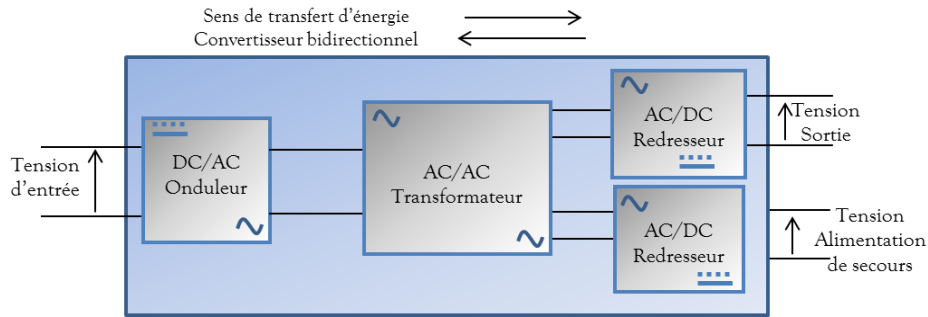 Sens de transfert d'énergie
Convertisseur bidirectionnel
Tension
d'entrée
DC/AC
Onduleur
AC/AC
Transformateur
AC/DC
Redresseur
Tension
Sortie
AC/DC
Redresseur
Tension
Alimentation
de secours